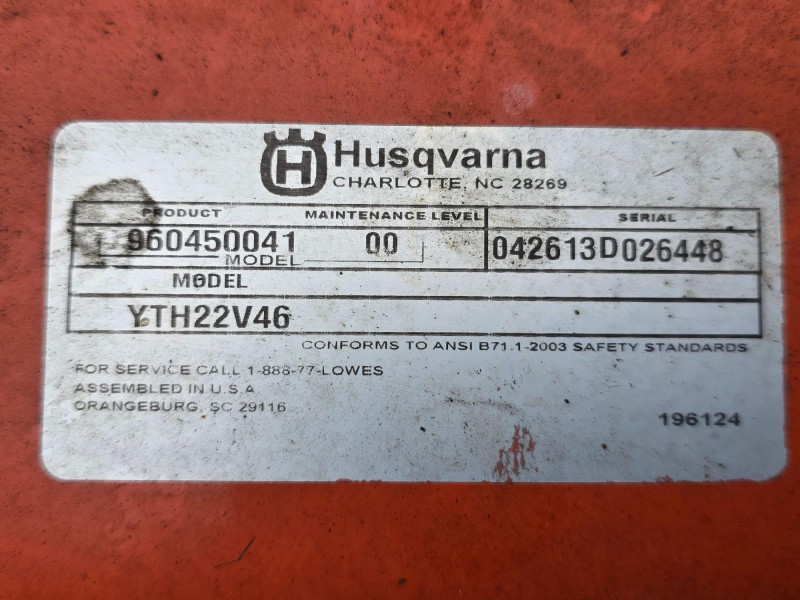 Husqvarna
CHARLOTTE, NC 28269
PRODUCT MAINTENANCE LEVEL SERIAL
960450041 00 042613D026448
MODEL
MODEL
YTH22V46
CONFORMS TO ANSI B71.1-2003 SAFETY STANDARDS
FOR SERVICE CALL 1-888-77-LOWES
ASSEMBLED IN U.S.A
ORANGEBURG, SC 29116
196124